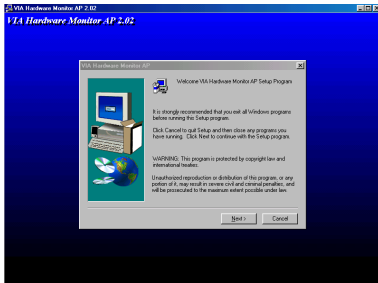 VIA Hardware Monitor AP 2.02
VIA Hardware Monitor AP 2.02
VIA Hardware Monitor AP
Welcome VIA Hardware Monitor AP Setup Program
It is strongly recommended that you exit all Windows programs
before running this Setup program.
Click Cancel to quit Setup and then close any programs you
have running. Click Next to continue with the Setup program.
WARNING: This program is protected by copyright law and
international treaties.
Unauthorized reproduction or distribution of this program, or any
portion of it, may result in severe civil and criminal penalties, and
will be prosecuted to the maximum extent possible under law.
Next >
Cancel